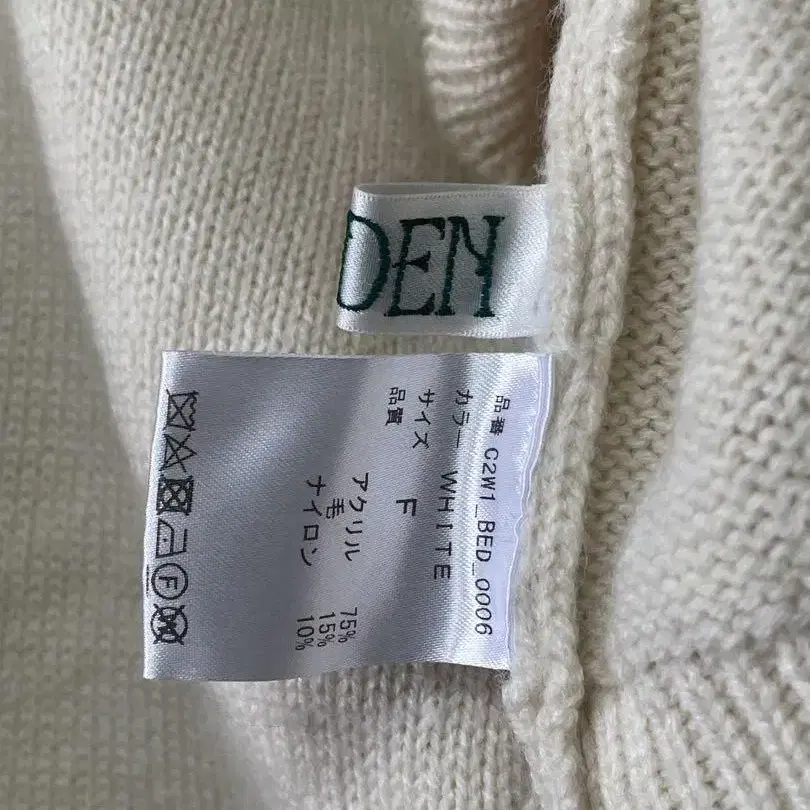 DEN
品番 C2W1_BED_0006
カラー WHITE
サイズ F
品質
アクリル 75%
毛 15%
ナイロン 10%
F